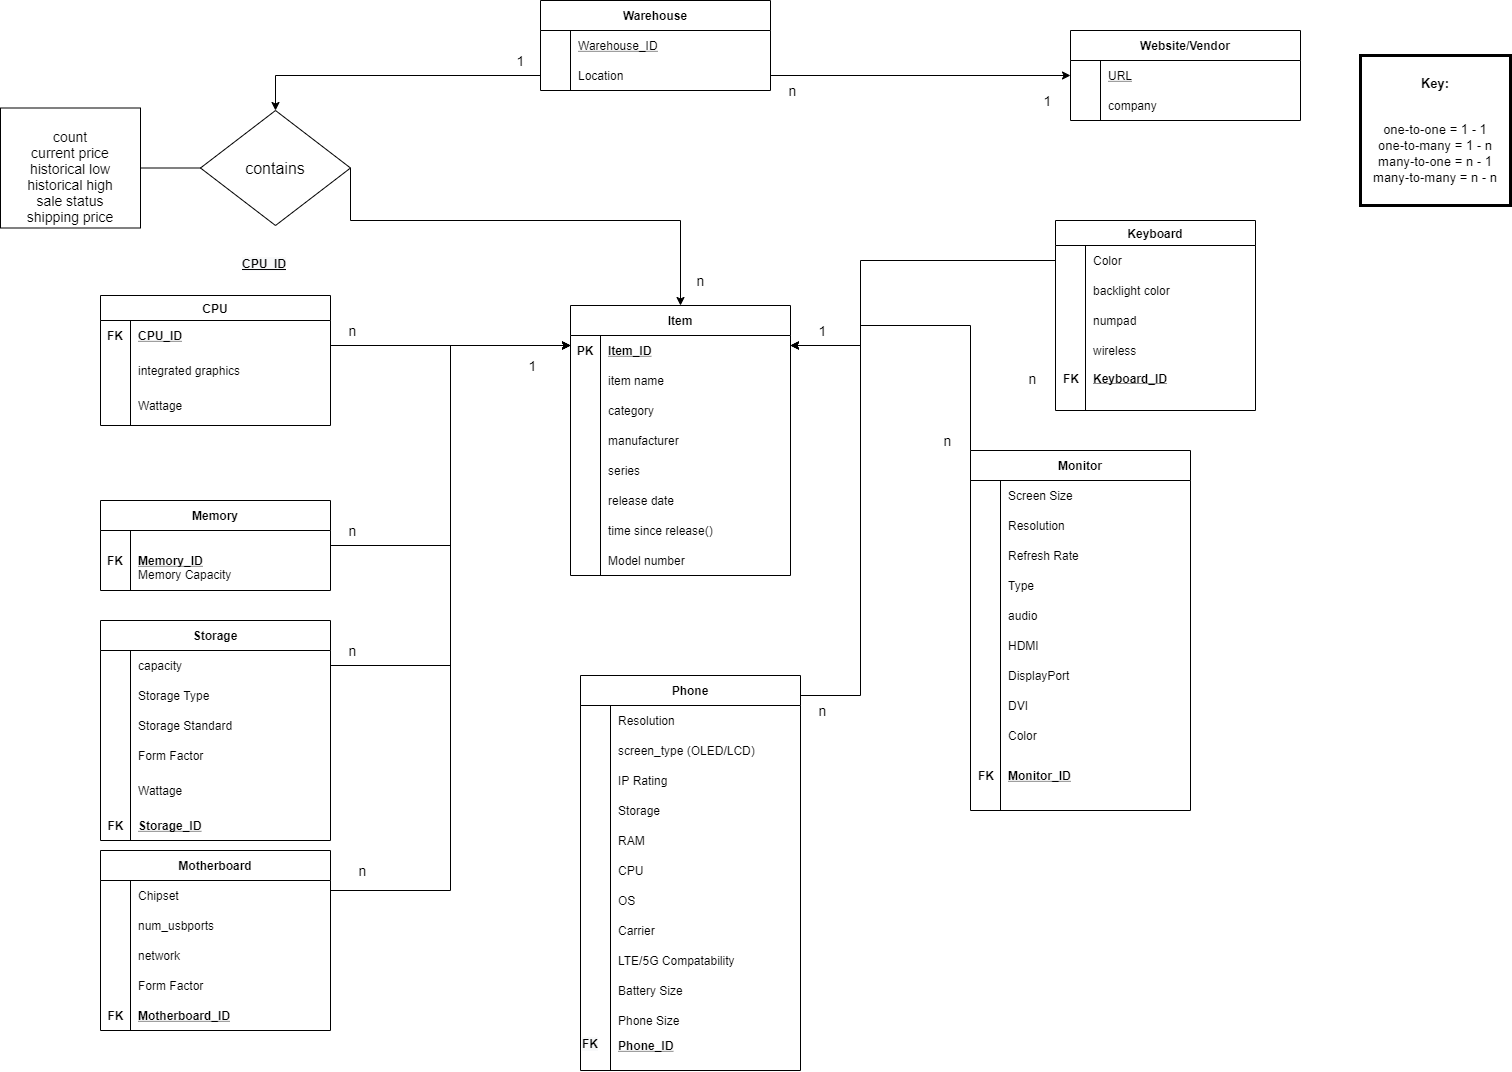 Warehouse
Warehouse_ID
Location
1
n
Website/Vendor
URL
company
1
Key:
one-to-one = 1 - 1
one-to-many = 1 - n
many-to-one = n - 1
many-to-many = n - n
count
current price
historical low
historical high
sale status
shipping price
contains
n
CPU_ID
CPU
FK CPU_ID
integrated graphics
Wattage
n
1
Item
PK Item_ID
item name
category
manufacturer
series
release date
time since release()
Model number
1
Keyboard
Color
backlight color
numpad
wireless
FK Keyboard_ID
n
n
Monitor
Screen Size
Resolution
Refresh Rate
Type
audio
HDMI
DisplayPort
DVI
Color
FK Monitor_ID
Memory
FK Memory_ID
Memory Capacity
n
Storage
capacity
Storage Type
Storage Standard
Form Factor
Wattage
FK Storage_ID
n
Motherboard
Chipset
num_usbports
network
Form Factor
FK Motherboard_ID
n
Phone
Resolution
screen_type (OLED/LCD)
IP Rating
Storage
RAM
CPU
OS
Carrier
LTE/5G Compatability
Battery Size
Phone Size
FK Phone_ID
n